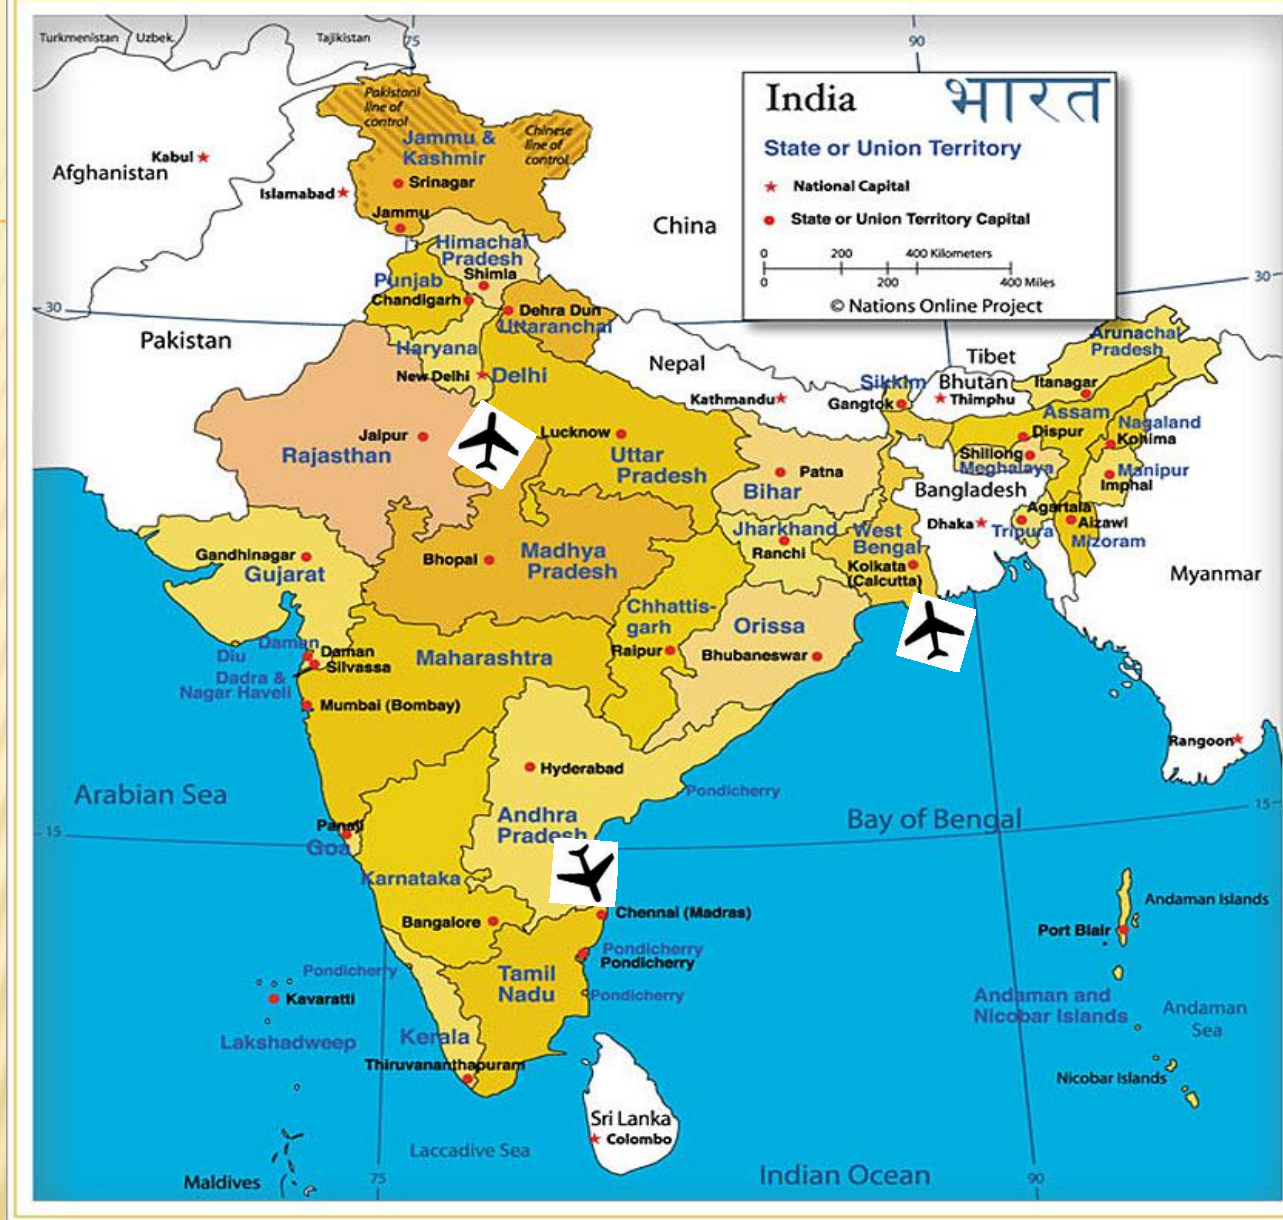 Turkmenistan
Uzbek.
Tajikistan
75
90
Pakistani
line of
control
Chinese
line of
control
Jammu &
Kashmir
Srinagar
Jammu
Kabul
Afghanistan
Islamabad
China
India
भारत
State or Union Territory
National Capital
State or Union Territory Capital
0 200 400 Kilometers
0 200 400 Miles
© Nations Online Project
Himachal
Pradesh
Shimla
Punjab
Chandigarh
Dehra Dun
Uttaranchal
30
30
Pakistan
Haryana
New Delhi
Delhi
Nepal
Kathmandu
Tibet
Sikkim
Gangtok
Bhutan
Thimphu
Arunachal
Pradesh
Itanagar
Assam
Dispur
Nagaland
Kohima
Shillong
Meghalaya
Manipur
Imphal
Jaipur
Rajasthan
Lucknow
Uttar
Pradesh
Patna
Bihar
Bangladesh
Dhaka
Agartala
Tripura
Aizawl
Mizoram
Myanmar
Jharkhand
Ranchi
West
Bengal
Kolkata
(Calcutta)
Gandhinagar
Gujarat
Bhopal
Madhya
Pradesh
Chhattis-
garh
Raipur
Orissa
Bhubaneswar
Daman
Diu
Daman
Silvassa
Dadra &
Nagar Haveli
Maharashtra
Mumbai (Bombay)
Rangoon
Hyderabad
Andhra
Pradesh
Pondicherry
Arabian Sea
Bay of Bengal
15
15
Panaji
Goa
Karnataka
Bangalore
Chennai (Madras)
Pondicherry
Pondicherry
Pondicherry
Tamil
Nadu
Pondicherry
Kavaratti
Lakshadweep
Kerala
Thiruvananthapuram
Andaman Islands
Port Blair
Andaman and
Nicobar Islands
Andaman
Sea
Nicobar Islands
Sri Lanka
Colombo
Laccadive Sea
Indian Ocean
Maldives
75
90